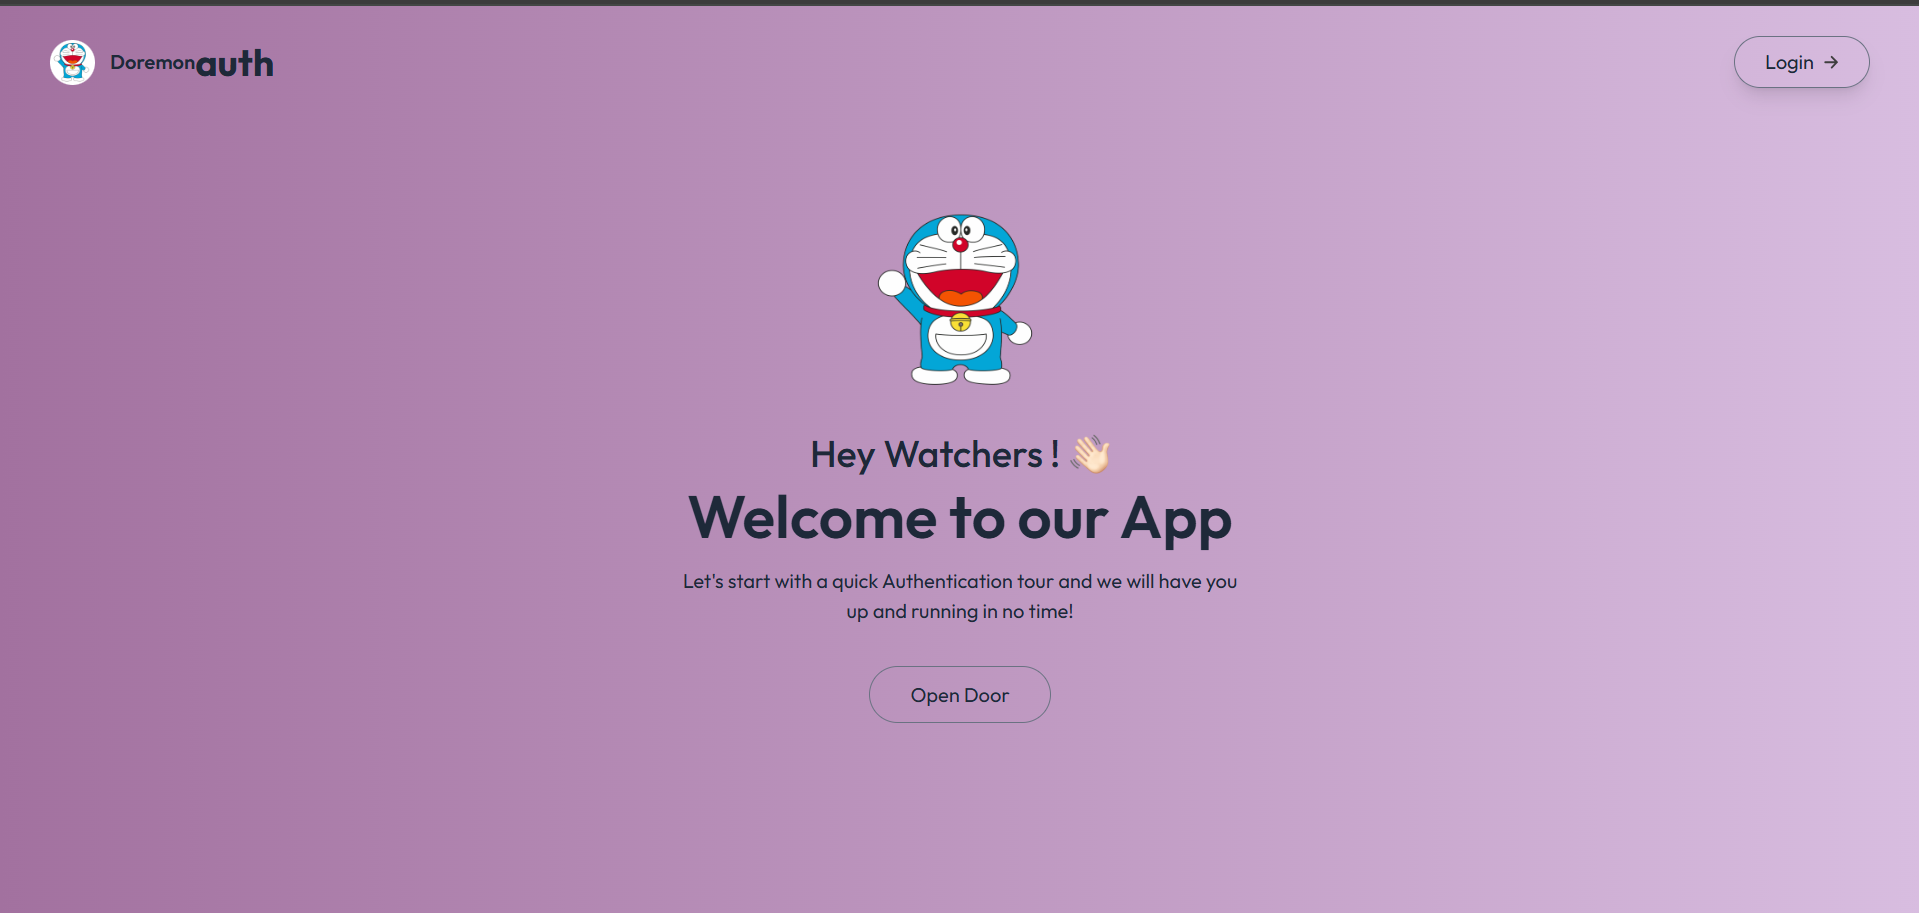 Doremonauth
Login →
Hey Watchers ! 👋🏻
Welcome to our App
Let's start with a quick Authentication tour and we will have you
up and running in no time!
Open Door